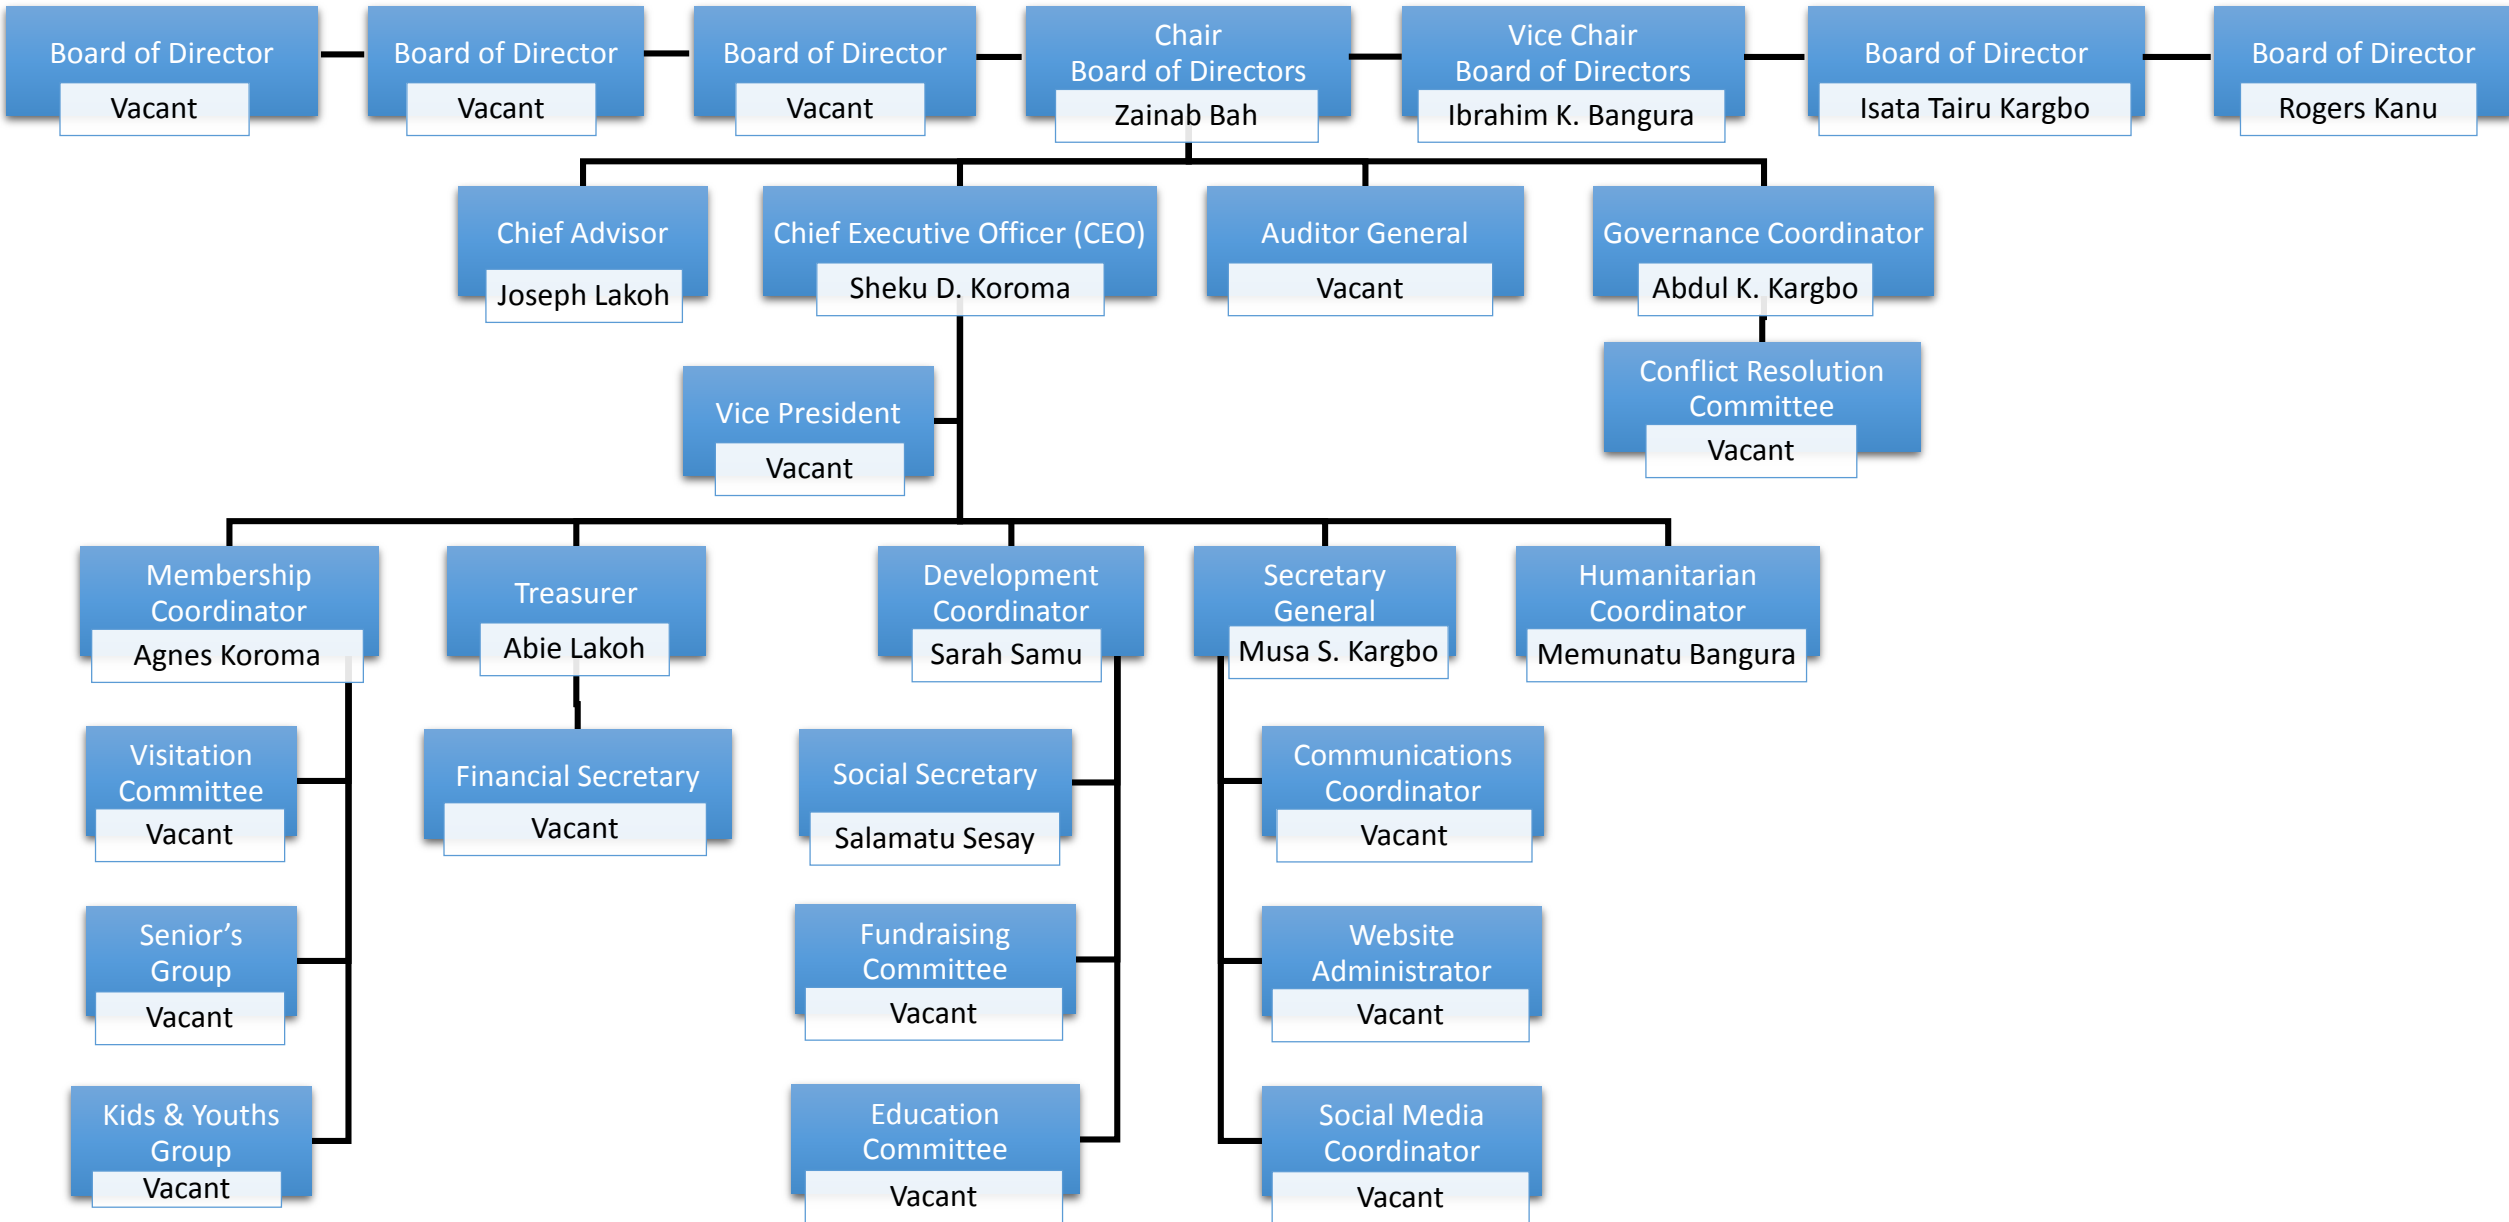 Board of Director
Vacant
Board of Director
Vacant
Board of Director
Vacant
Chair
Board of Directors
Zainab Bah
Vice Chair
Board of Directors
Ibrahim K. Bangura
Board of Director
Isata Tairu Kargbo
Board of Director
Rogers Kanu
Chief Advisor
Joseph Lakoh
Chief Executive Officer (CEO)
Sheku D. Koroma
Auditor General
Vacant
Governance Coordinator
Abdul K. Kargbo
Conflict Resolution
Committee
Vacant
Vice President
Vacant
Membership
Coordinator
Agnes Koroma
Treasurer
Abie Lakoh
Development
Coordinator
Sarah Samu
Secretary
General
Musa S. Kargbo
Humanitarian
Coordinator
Memunatu Bangura
Visitation
Committee
Vacant
Financial Secretary
Vacant
Social Secretary
Salamatu Sesay
Communications
Coordinator
Vacant
Senior’s
Group
Vacant
Fundraising
Committee
Vacant
Website
Administrator
Vacant
Kids & Youths
Group
Vacant
Education
Committee
Vacant
Social Media
Coordinator
Vacant